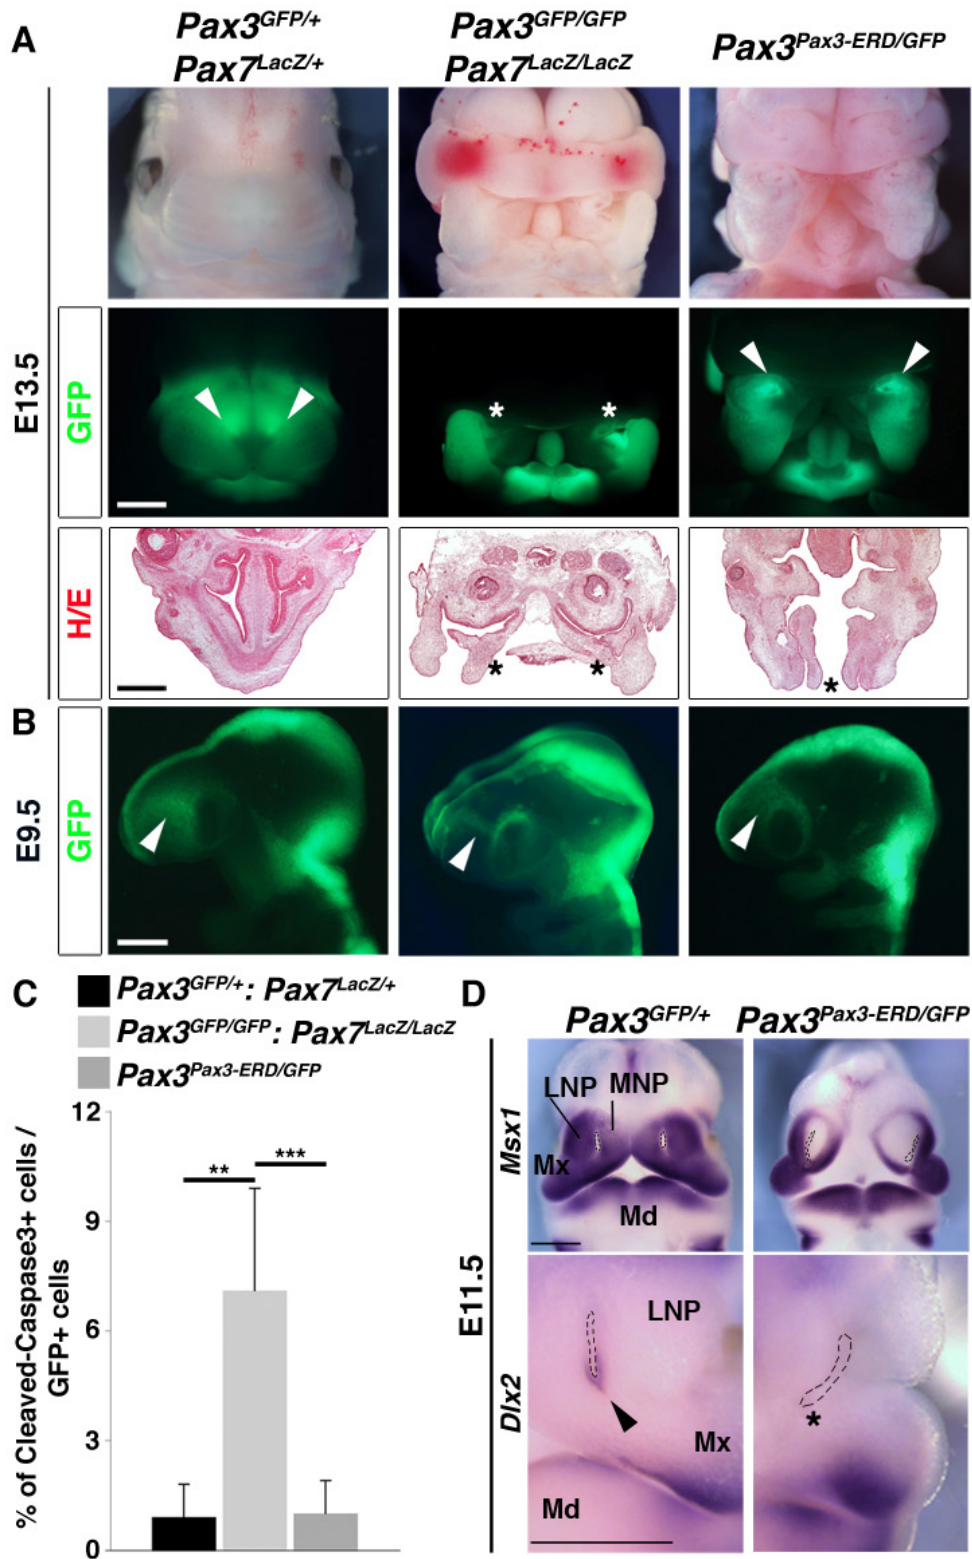 A
Pax3GFP/+
Pax7LacZ/+
Pax3GFP/GFP
Pax7LacZ/LacZ
Pax3Pax3-ERD/GFP
E13.5
GFP
* *
H/E
* *
*
B
E9.5
GFP
C
Pax3GFP/+: Pax7LacZ/+
Pax3GFP/GFP: Pax7LacZ/LacZ
Pax3Pax3-ERD/GFP
% of Cleaved-Caspase3+ cells /
GFP+ cells
12
9
6
3
0
**
***
D
Pax3GFP/+
Pax3Pax3-ERD/GFP
E11.5
Msx1
LNP MNP
Mx
Md
Dlx2
LNP
Mx
Md
*